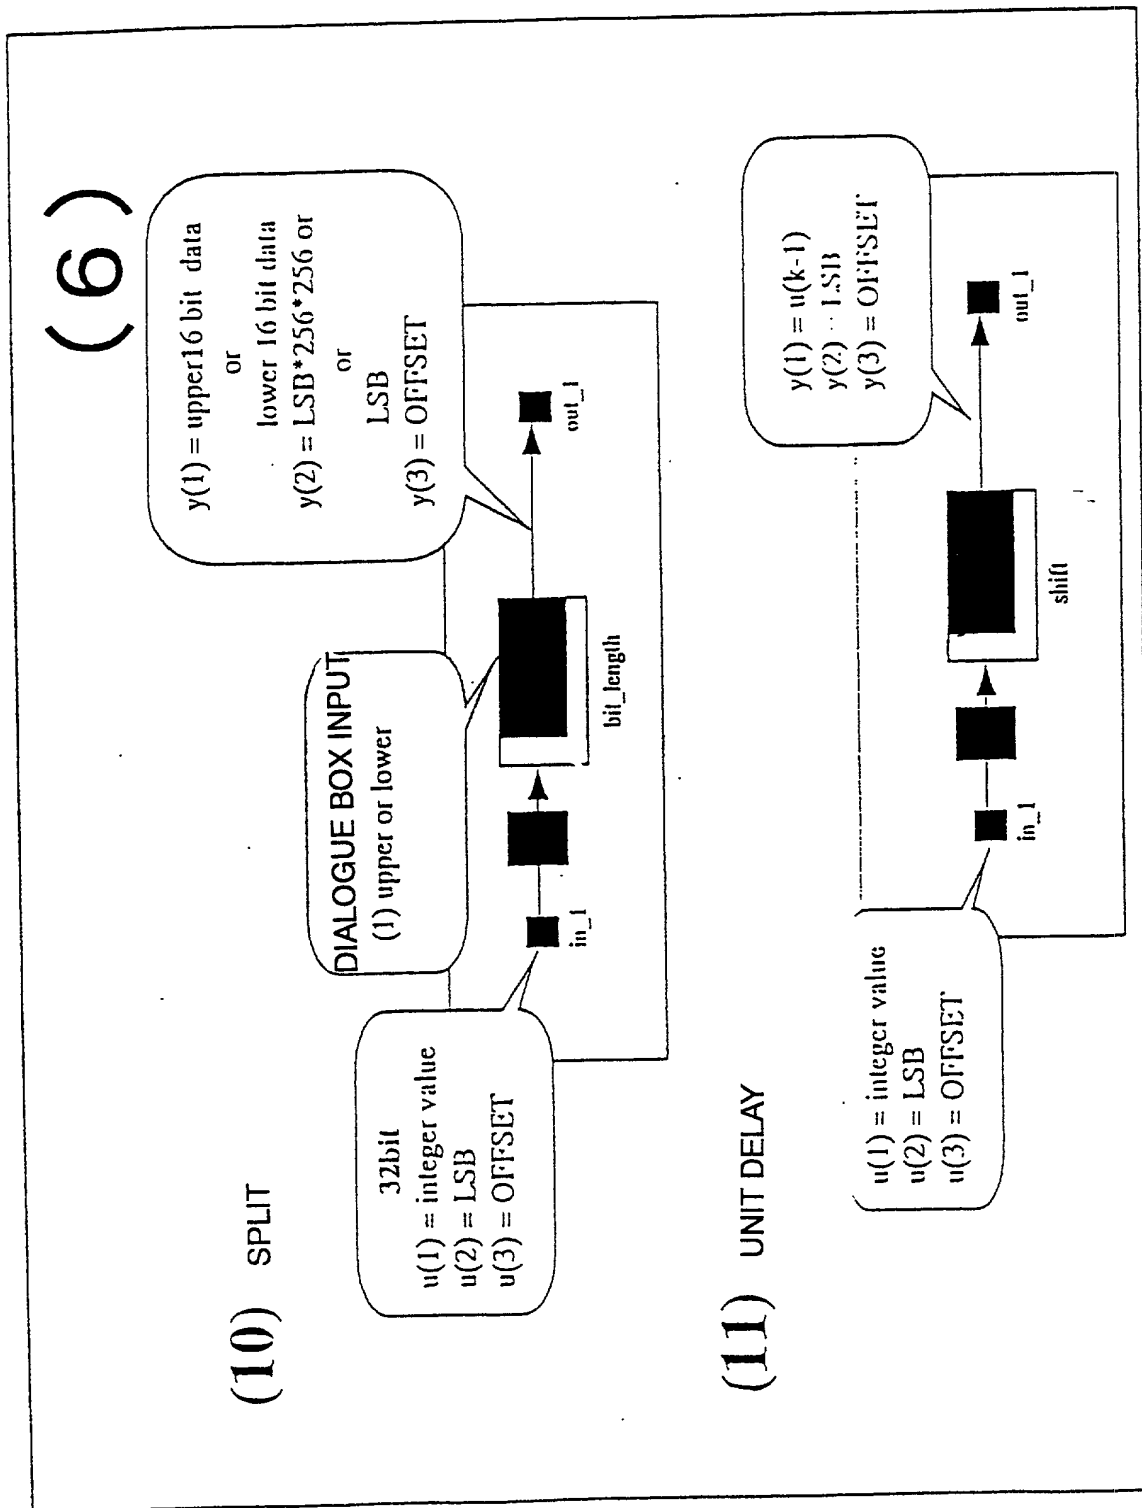 (6)
(10) SPLIT
32bit
u(1) = integer value
u(2) = LSB
u(3) = OFFSET
DIALOGUE BOX INPUT
(1) upper or lower
y(1) = upper16 bit data
or
lower 16 bit data
y(2) = LSB*256*256 or
or
LSB
y(3) = OFFSET
in_1
bit_length
out_1
(11) UNIT DELAY
u(1) = integer value
u(2) = LSB
u(3) = OFFSET
y(1) = u(k-1)
y(2) = LSB
y(3) = OFFSET
in_1
shift
out_1